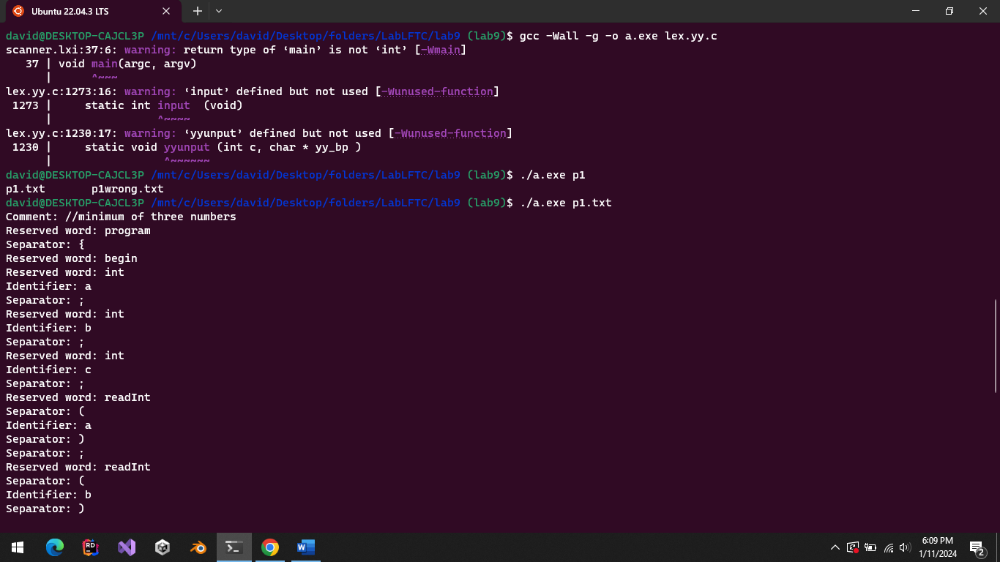 Ubuntu 22.04.3 LTS
david@DESKTOP-CAJCL3P /mnt/c/Users/david/Desktop/folders/LabLFTC/lab9 (lab9)$ gcc -Wall -g -o a.exe lex.yy.c
scanner.lxi:37:6: warning: return type of ‘main’ is not ‘int’ [-Wmain]
   37 | void main(argc, argv)
      |      ^~~~
lex.yy.c:1273:16: warning: ‘input’ defined but not used [-Wunused-function]
 1273 |     static int input  (void)
      |                ^~~~~
lex.yy.c:1230:17: warning: ‘yyunput’ defined but not used [-Wunused-function]
 1230 |     static void yyunput (int c, char * yy_bp )
      |                 ^~~~~~~
david@DESKTOP-CAJCL3P /mnt/c/Users/david/Desktop/folders/LabLFTC/lab9 (lab9)$ ./a.exe p1
p1.txt       p1wrong.txt
david@DESKTOP-CAJCL3P /mnt/c/Users/david/Desktop/folders/LabLFTC/lab9 (lab9)$ ./a.exe p1.txt
Comment: //minimum of three numbers
Reserved word: program
Separator: {
Reserved word: begin
Reserved word: int
Identifier: a
Separator: ;
Reserved word: int
Identifier: b
Separator: ;
Reserved word: int
Identifier: c
Separator: ;
Reserved word: readInt
Separator: (
Identifier: a
Separator: )
Separator: ;
Reserved word: readInt
Separator: (
Identifier: b
Separator: )
RD
W
6:09 PM
1/11/2024
2